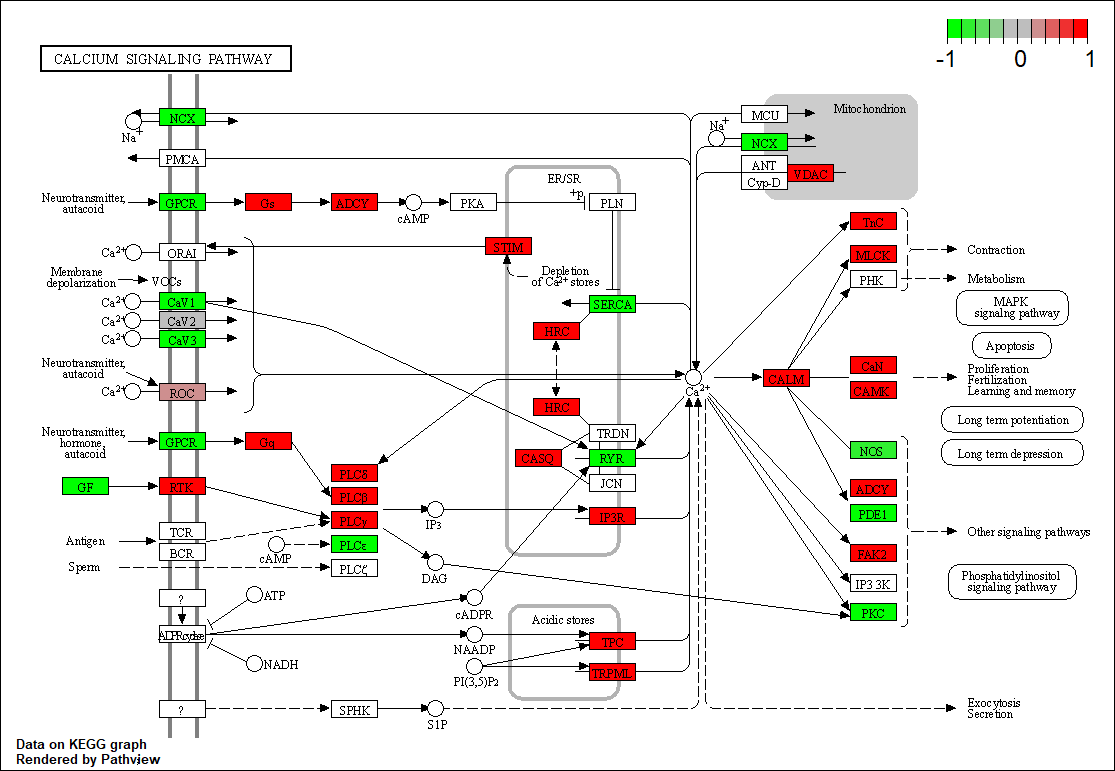 -1 0 1
CALCIUM SIGNALING PATHWAY
Mitochondrion
NCX
Na+
PMCA
MCU
Na+
NCX
ANT
Cyp-D
VDAC
ER/SR
Neurotransmitter,
autacoid
GPCR
Gs
ADCY
cAMP
PKA
+p
PLN
Ca2+
ORAI
STIM
Depletion
of Ca2+ stores
Membrane
depolarization
VOCs
Ca2+
CaV1
Ca2+
CaV2
Ca2+
CaV3
SERCA
HRC
Neurotransmitter,
autacoid
Ca2+
ROC
HRC
TRDN
CASQ
RYR
JCN
IP3R
Neurotransmitter,
hormone,
autacoid
GPCR
Gq
GF
RTK
PLCδ
PLCβ
PLCγ
PLCε
PLCζ
IP3
DAG
Antigen
TCR
BCR
cAMP
Sperm
?
ATP
cADPR
NAADP
NADH
PI(3,5)P2
Acidic stores
TPC
TRPML
?
SPHK
S1P
Ca2+
CALM
TnC
MLCK
PHK
CaN
CAMK
NOS
ADCY
PDE1
FAK2
IP3 3K
PKC
Contraction
Metabolism
MAPK
signalng pathway
Apoptosis
Proliferation
Fertilization
Learning and memory
Long term potentiation
Long term depression
Other signaling pathways
Phosphatidylinositol
signaling pathway
Exocytosis
Secretion
Data on KEGG graph
Rendered by Pathview